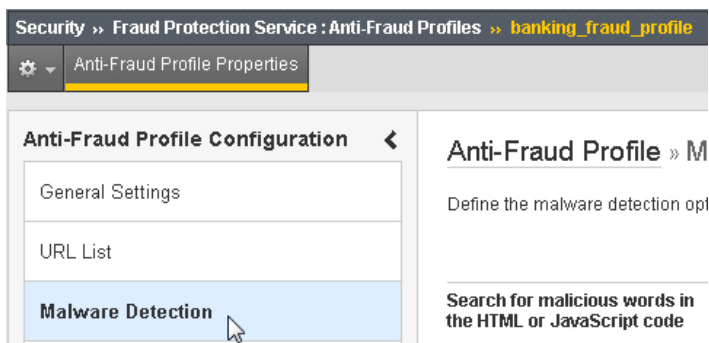 Security ›› Fraud Protection Service : Anti-Fraud Profiles ›› banking_fraud_profile
Anti-Fraud Profile Properties
Anti-Fraud Profile Configuration
General Settings
URL List
Malware Detection
Anti-Fraud Profile » M
Define the malware detection opt
Search for malicious words in
the HTML or JavaScript code